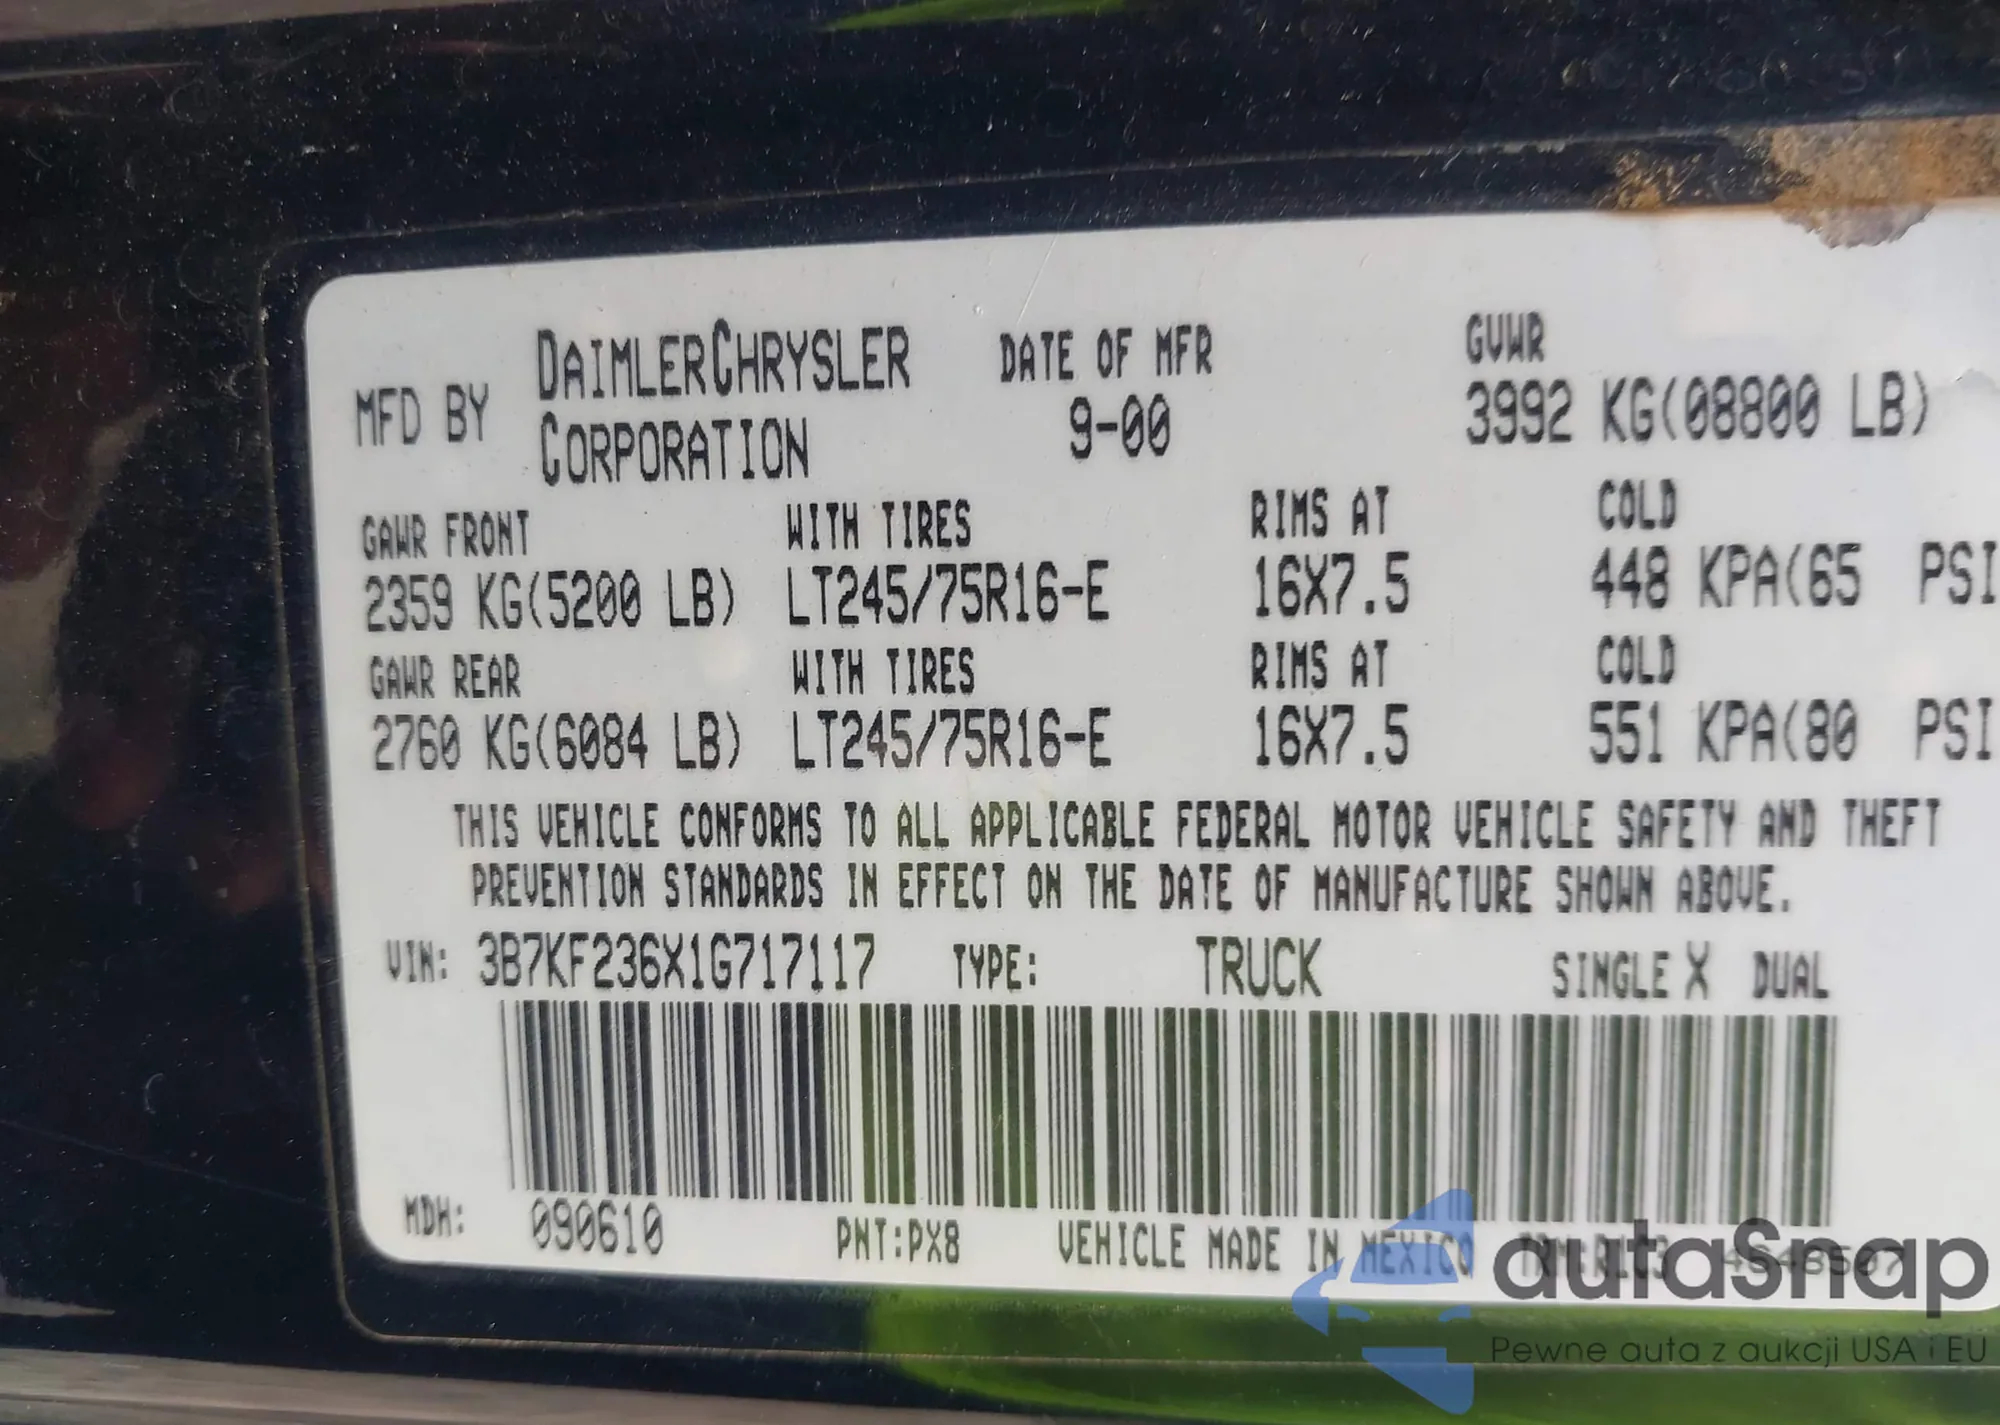 MFD BY DAIMLERCHRYSLER CORPORATION DATE OF MFR 9-00 GVWR 3992 KG(08800 LB)
GAWR FRONT WITH TIRES RIMS AT COLD
2359 KG(5200 LB) LT245/75R16-E 16X7.5 448 KPA(65 PSI
GAWR REAR WITH TIRES RIMS AT COLD
2760 KG(6084 LB) LT245/75R16-E 16X7.5 551 KPA(80 PSI
THIS VEHICLE CONFORMS TO ALL APPLICABLE FEDERAL MOTOR VEHICLE SAFETY AND THEFT
PREVENTION STANDARDS IN EFFECT ON THE DATE OF MANUFACTURE SHOWN ABOVE.
VIN: 3B7KF236X1G717117 TYPE: TRUCK SINGLE X DUAL
MDH: 090610 PNT:PX8 VEHICLE MADE IN MEXICO
autaSnap
Pewne auta z aukcji USA i EU